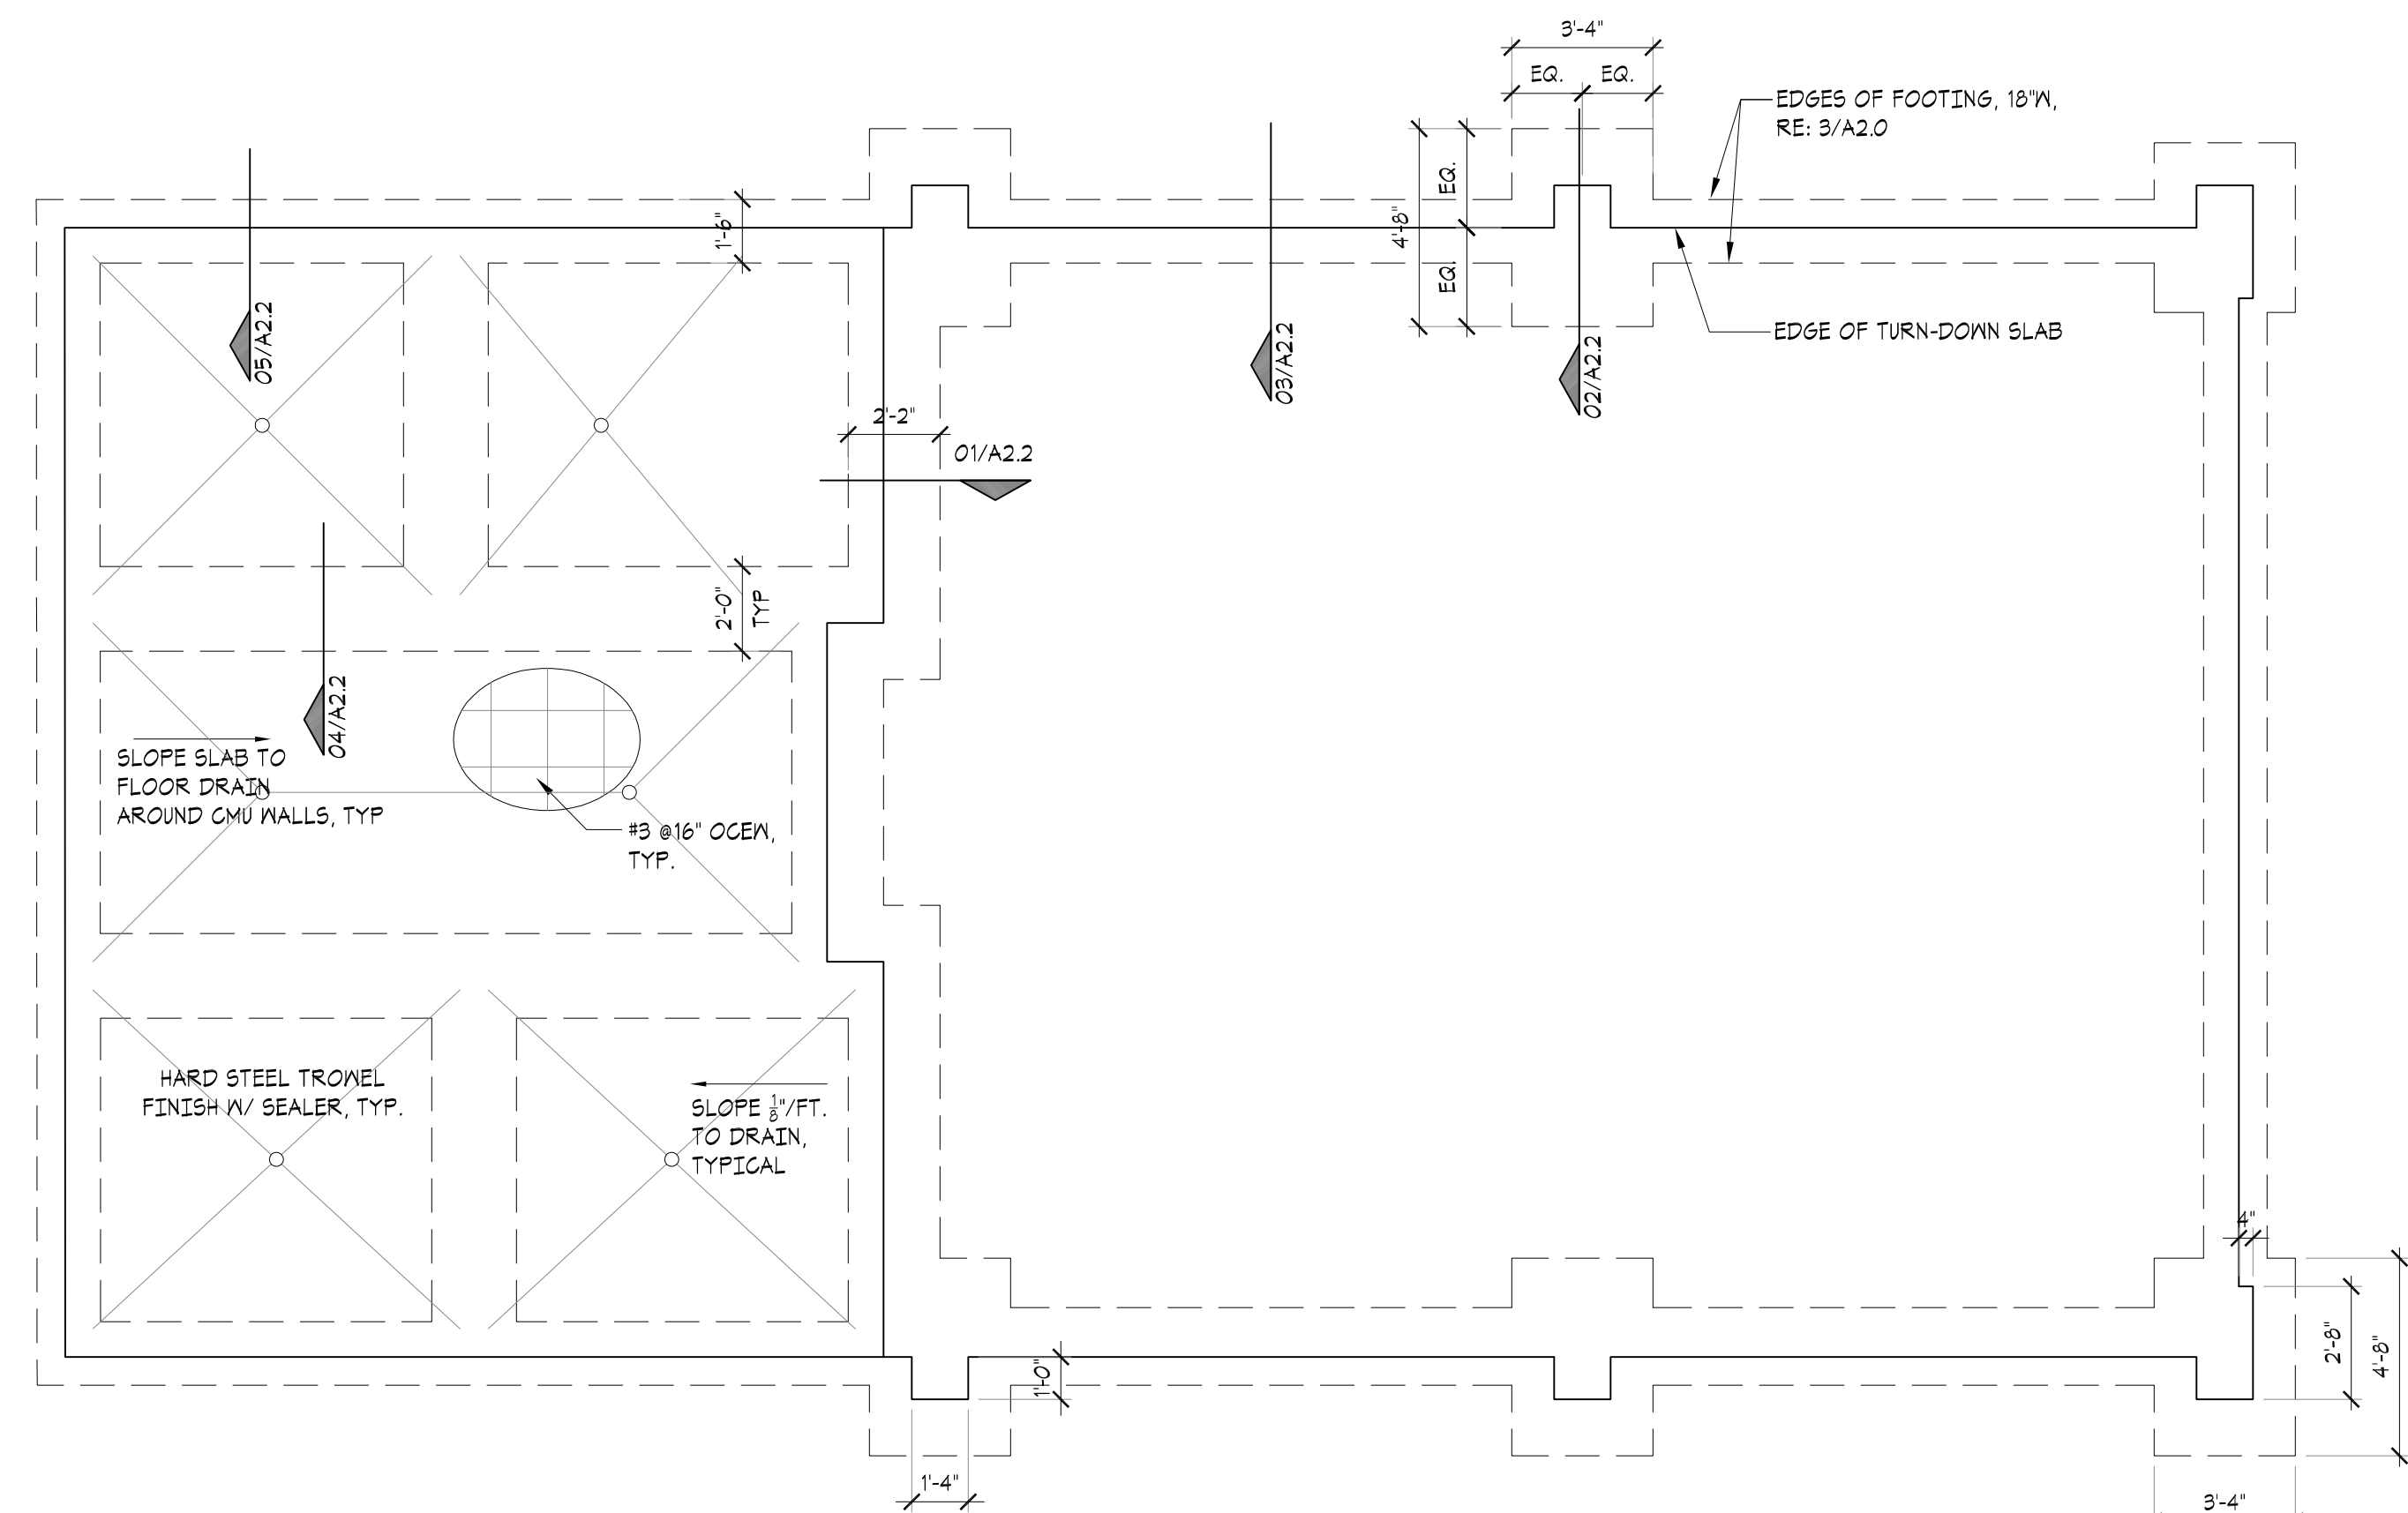 3'-4"
EQ.
EQ.
EDGES OF FOOTING, 18"W,
RE: 3/A2.0
EQ.
4'-8"
EQ.
1'-6"
05/A2.2
03/A2.2
02/A2.2
EDGE OF TURN-DOWN SLAB
2'-2"
01/A2.2
2'-0"
TYP
04/A2.2
SLOPE SLAB TO
FLOOR DRAIN
AROUND CMU WALLS, TYP
#3 @16" OCEW,
TYP.
HARD STEEL TROWEL
FINISH W/ SEALER, TYP.
SLOPE 1/8"/FT.
TO DRAIN,
TYPICAL
4"
2'-8"
4'-8"
1'-0"
1'-4"
3'-4"